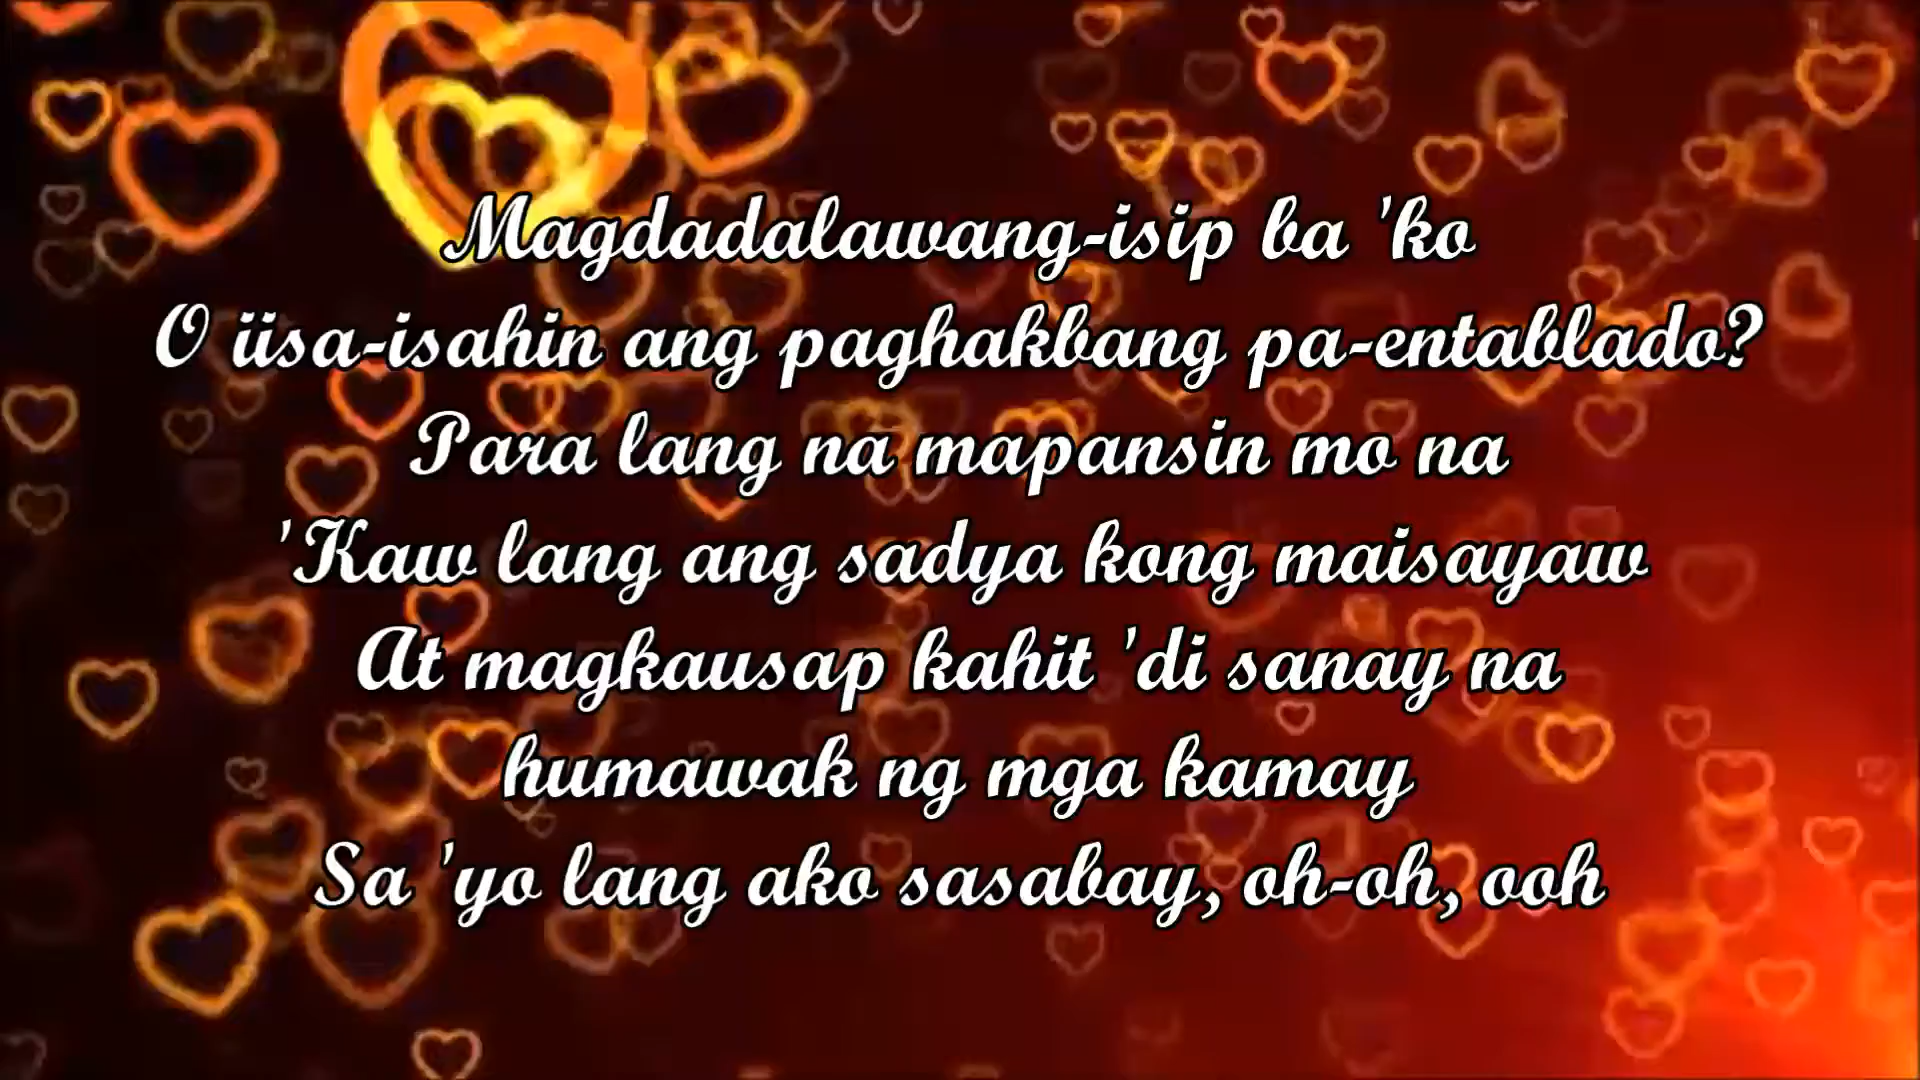 Magdadalawang-isip ba 'ko
O iisa-isahin ang paghakbang pa-entablado?
Para lang na mapansin mo na
'Kaw lang ang sadya kong maisayaw
At magkausap kahit 'di sanay na
humawak ng mga kamay
Sa 'yo lang ako sasabay, oh-oh, ooh